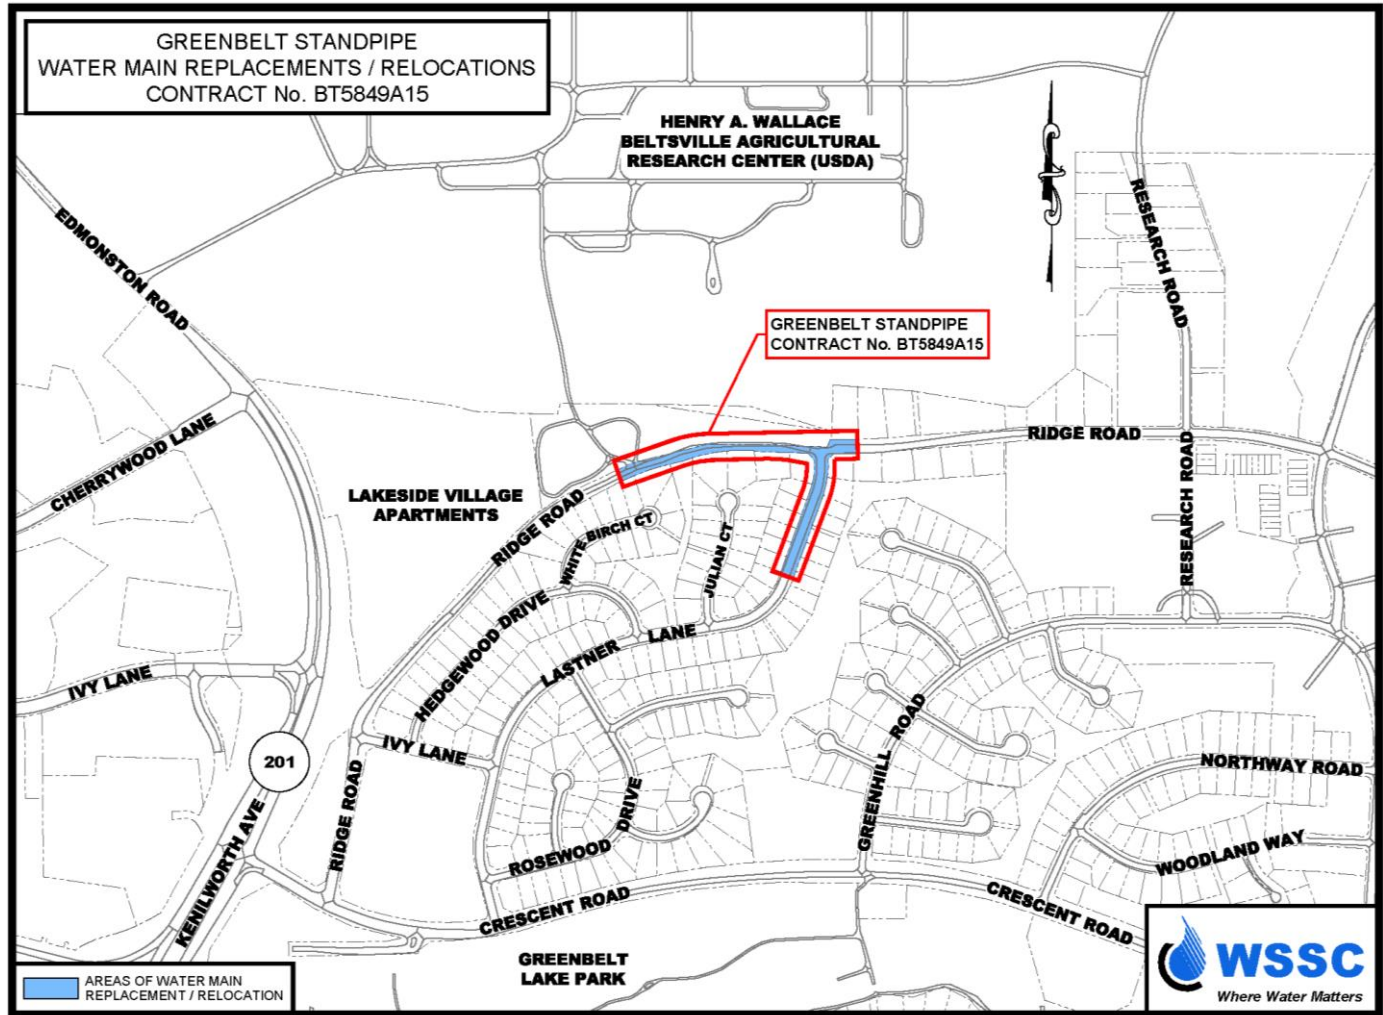 GREENBELT STANDPIPE
WATER MAIN REPLACEMENTS / RELOCATIONS
CONTRACT No. BT5849A15
HENRY A. WALLACE
BELTSVILLE AGRICULTURAL
RESEARCH CENTER (USDA)
EDMONSTON ROAD
RESEARCH ROAD
GREENBELT STANDPIPE
CONTRACT No. BT5849A15
CHERRYWOOD LANE
RIDGE ROAD
LAKESIDE VILLAGE
APARTMENTS
RIDGE ROAD
WHITE BIRCH CT
JULIAN CT
RESEARCH ROAD
HEDGEWOOD DRIVE
LASTNER LANE
IVY LANE
IVY LANE
201
RIDGE ROAD
KENILWORTH AVE
ROSEWOOD DRIVE
GREENHILL ROAD
NORTHWAY ROAD
WOODLAND WAY
CRESCENT ROAD
CRESCENT ROAD
GREENBELT
LAKE PARK
AREAS OF WATER MAIN
REPLACEMENT / RELOCATION
WSSC
Where Water Matters